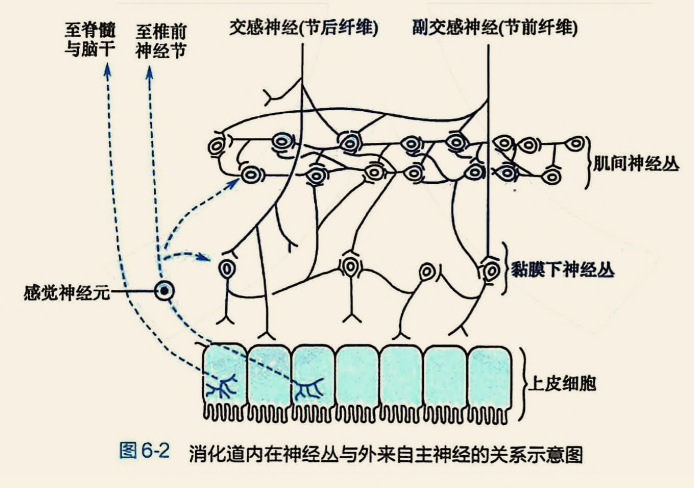 至脊髓
与脑干
至椎前
神经节
交感神经(节后纤维)
副交感神经(节前纤维)
肌间神经丛
黏膜下神经丛
感觉神经元
上皮细胞
图6-2 消化道内在神经丛与外来自主神经的关系示意图